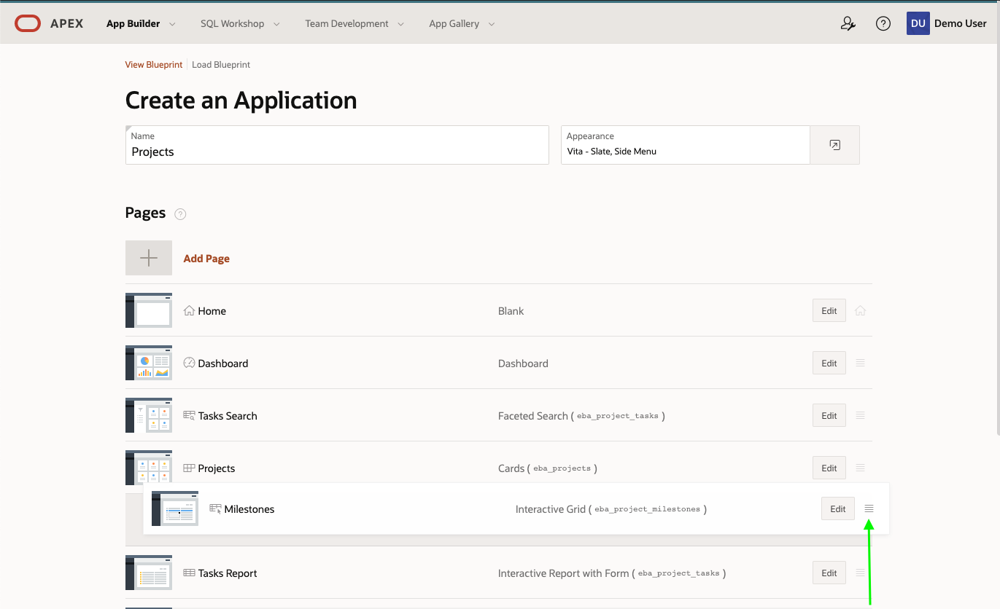 APEX App Builder SQL Workshop Team Development App Gallery ? DU Demo User
View Blueprint Load Blueprint
Create an Application
Name
Projects
Appearance
Vita - Slate, Side Menu
Pages ?
Add Page
Home Blank Edit
Dashboard Dashboard Edit
Tasks Search Faceted Search ( eba_project_tasks ) Edit
Projects Cards ( eba_projects ) Edit
Milestones Interactive Grid ( eba_project_milestones ) Edit
Tasks Report Interactive Report with Form ( eba_project_tasks ) Edit